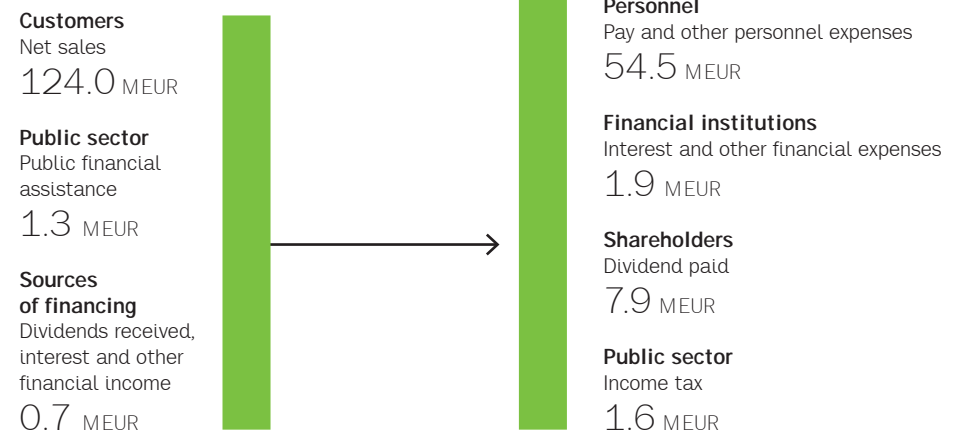 Customers
Net sales
124.0 MEUR
Public sector
Public financial
assistance
1.3 MEUR
Sources
of financing
Dividends received,
interest and other
financial income
0.7 MEUR
Personnel
Pay and other personnel expenses
54.5 MEUR
Financial institutions
Interest and other financial expenses
1.9 MEUR
Shareholders
Dividend paid
7.9 MEUR
Public sector
Income tax
1.6 MEUR